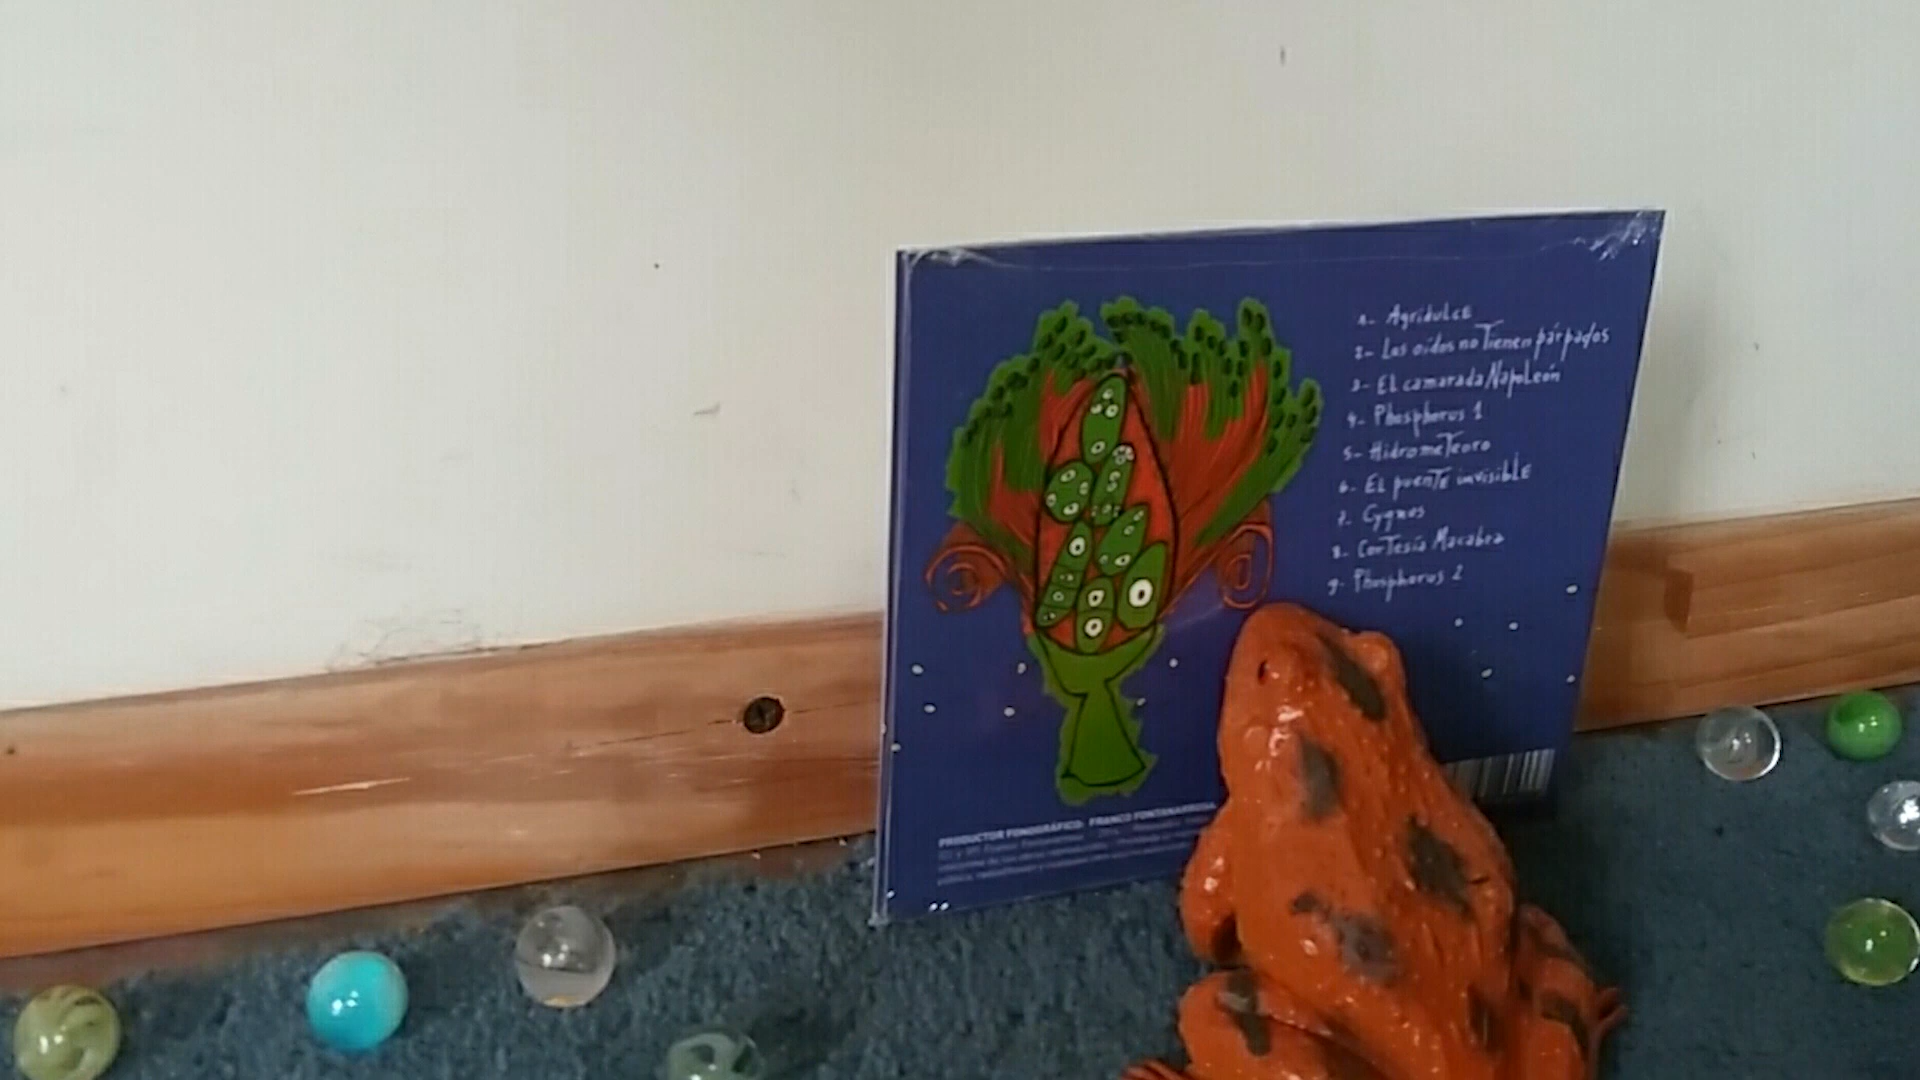 1- Agridulce
2- Los oidos no Tienen párpados
3- El camarada Napoleón
4- Phosphorus 1
5- HidromeTeoro
6- El puenTe invisible
7- Cygnus
8- CorTesía Macabra
9- Phosphorus 2
PRODUCTOR FONOGRÁFICO: FRANCO FONTANARROSA